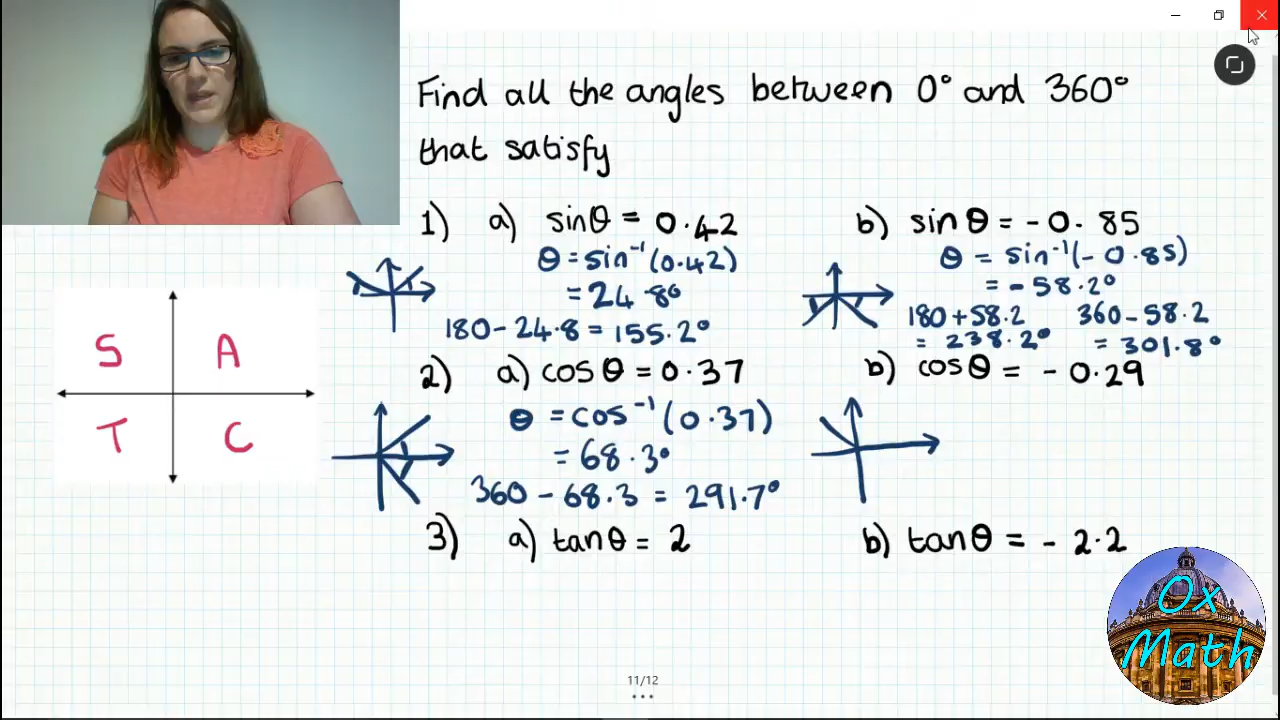 Find all the angles between 0° and 360°
that satisfy
1) a) sinθ = 0.42
θ = sin⁻¹(0.42)
= 24.8°
180 - 24.8 = 155.2°
b) sinθ = -0.85
θ = sin⁻¹(-0.85)
= -58.2°
180 + 58.2
= 238.2°
360 - 58.2
= 301.8°
S A
T C
2) a) cosθ = 0.37
θ = cos⁻¹(0.37)
= 68.3°
360 - 68.3 = 291.7°
b) cosθ = -0.29
3) a) tanθ = 2
b) tanθ = -2.2
Ox
Math
11/12